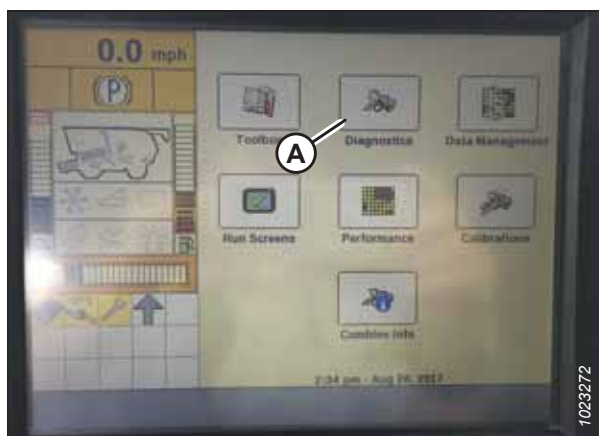 0.0 mph
(P)
Toolbox
Diagnostics
Data Management
A
Run Screens
Performance
Calibrations
Combine Info
2:34 pm - Aug 24, 2017
1023272